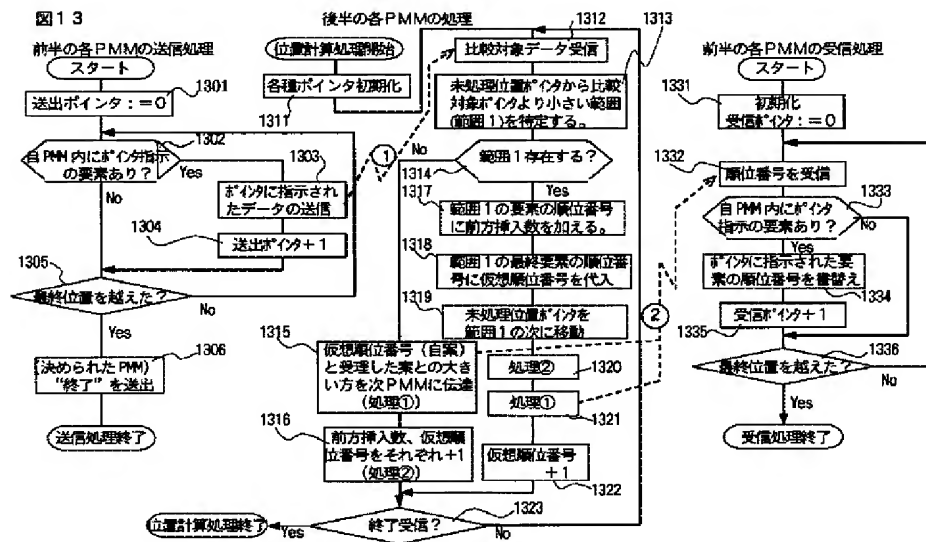 図13
前半の各PMMの送信処理
スタート
1301
送出ポインタ:=0
1302
自PMM内にポインタ指示
の要素あり?
Yes
No
1303
ポインタに指示され
たデータの送信
1304
送出ポインタ+1
1305
最終位置を越えた?
No
Yes
1306
(決められたPMM)
"終了"を送出
送信処理終了
後半の各PMMの処理
位置計算処理開始
各種ポインタ初期化
1311
1312
比較対象データ受信
1313
未処理位置ポインタから比較
対象ポインタより小さい範囲
(範囲1)を特定する。
①
No
範囲1存在する?
1314
Yes
1317
範囲1の要素の順位番号
に前方挿入数を加える。
1318
範囲1の最終要素の順位番
号に仮想順位番号を代入
1319
未処理位置ポインタを
範囲1の次に移動
②
1315
仮想順位番号(自案)
と受理した案との大き
い方を次PMMに伝達
(処理①)
処理②
1320
処理①
1321
1316
前方挿入数、仮想順
位番号をそれぞれ+1
(処理②)
仮想順位番号
+1
1322
1323
終了受信?
Yes
No
位置計算処理終了
前半の各PMMの受信処理
スタート
1331
初期化
受信ポインタ:=0
1332
順位番号を受信
1333
自PMM内にポインタ
指示の要素あり?
Yes
No
ポインタに指示された要
素の順位番号を書替え
1334
1335
受信ポインタ+1
1336
最終位置を越えた?
No
Yes
受信処理終了